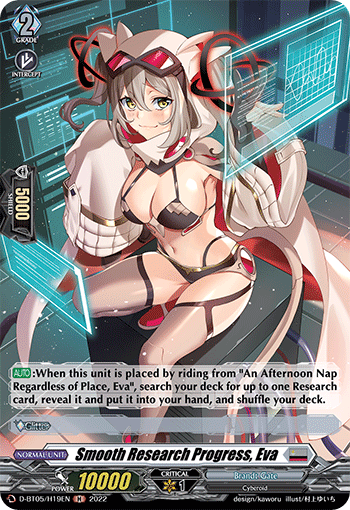 2
GRADE
INTERCEPT
5000
SHIELD
AUTO:When this unit is placed by riding from "An Afternoon Nap
Regardless of Place, Eva", search your deck for up to one Research
card, reveal it and put it into your hand, and shuffle your deck.
Gift
NORMAL UNIT
Smooth Research Progress, Eva
POWER 10000
CRITICAL
1
Brandt Gate
Cyberoid
D-BT05/H19EN H 2022
design/kaworu illust/村上ゆいち